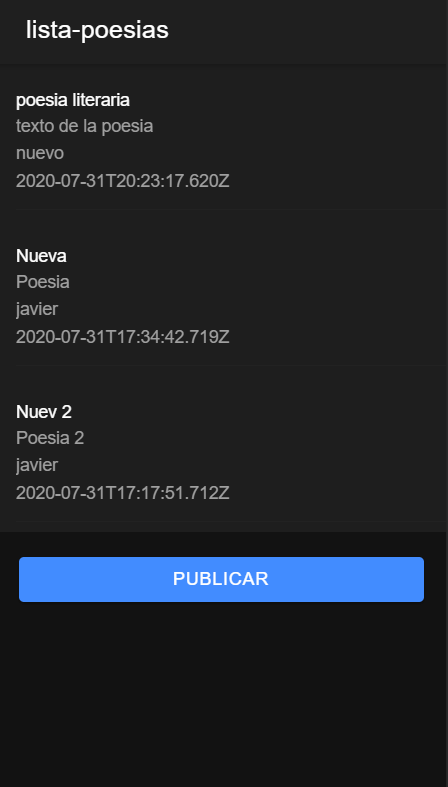 lista-poesias
poesia literaria
texto de la poesia
nuevo
2020-07-31T20:23:17.620Z
Nueva
Poesia
javier
2020-07-31T17:34:42.719Z
Nuev 2
Poesia 2
javier
2020-07-31T17:17:51.712Z
PUBLICAR